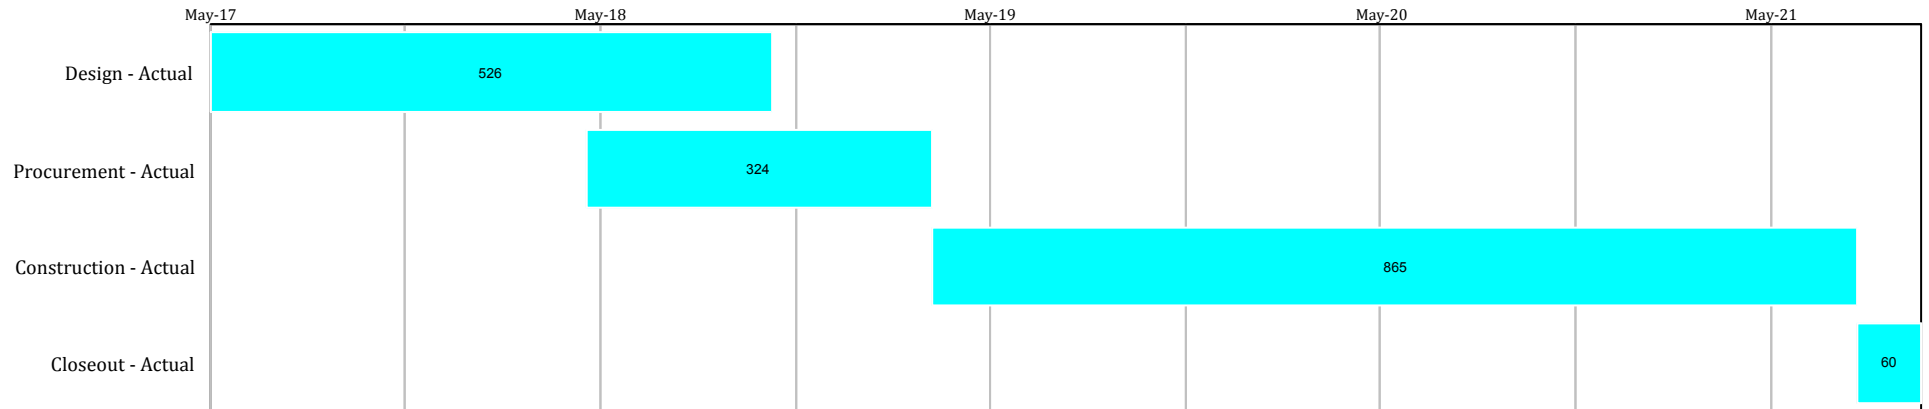 May-17 May-18 May-19 May-20 May-21
Design - Actual 526
Procurement - Actual 324
Construction - Actual 865
Closeout - Actual 60